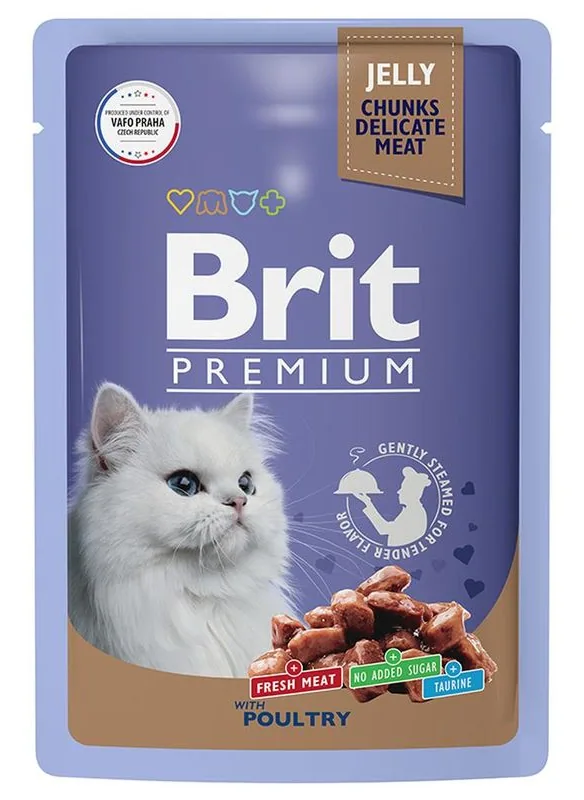 PRODUCED UNDER CONTROL OF
VAFO PRAHA
CZECH REPUBLIC
JELLY
CHUNKS
DELICATE
MEAT
Brit
PREMIUM
GENTLY STEAMED FOR TENDER FLAVOR
FRESH MEAT
NO ADDED SUGAR
TAURINE
WITH
POULTRY